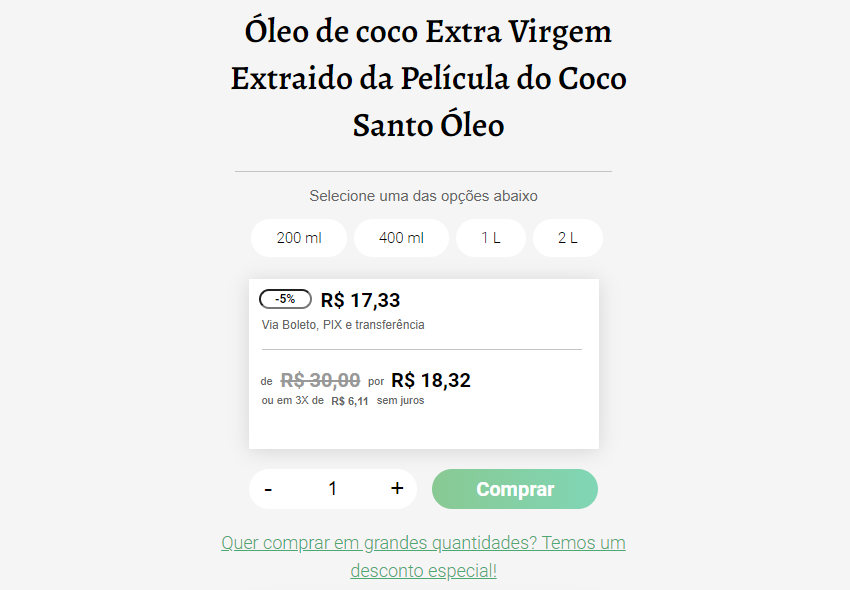 Óleo de coco Extra Virgem
Extraido da Película do Coco
Santo Óleo
Selecione uma das opções abaixo
200 ml 400 ml 1 L 2 L
-5% R$ 17,33
Via Boleto, PIX e transferência
de R$ 30,00 por R$ 18,32
ou em 3X de R$ 6,11 sem juros
- 1 + Comprar
Quer comprar em grandes quantidades? Temos um
desconto especial!